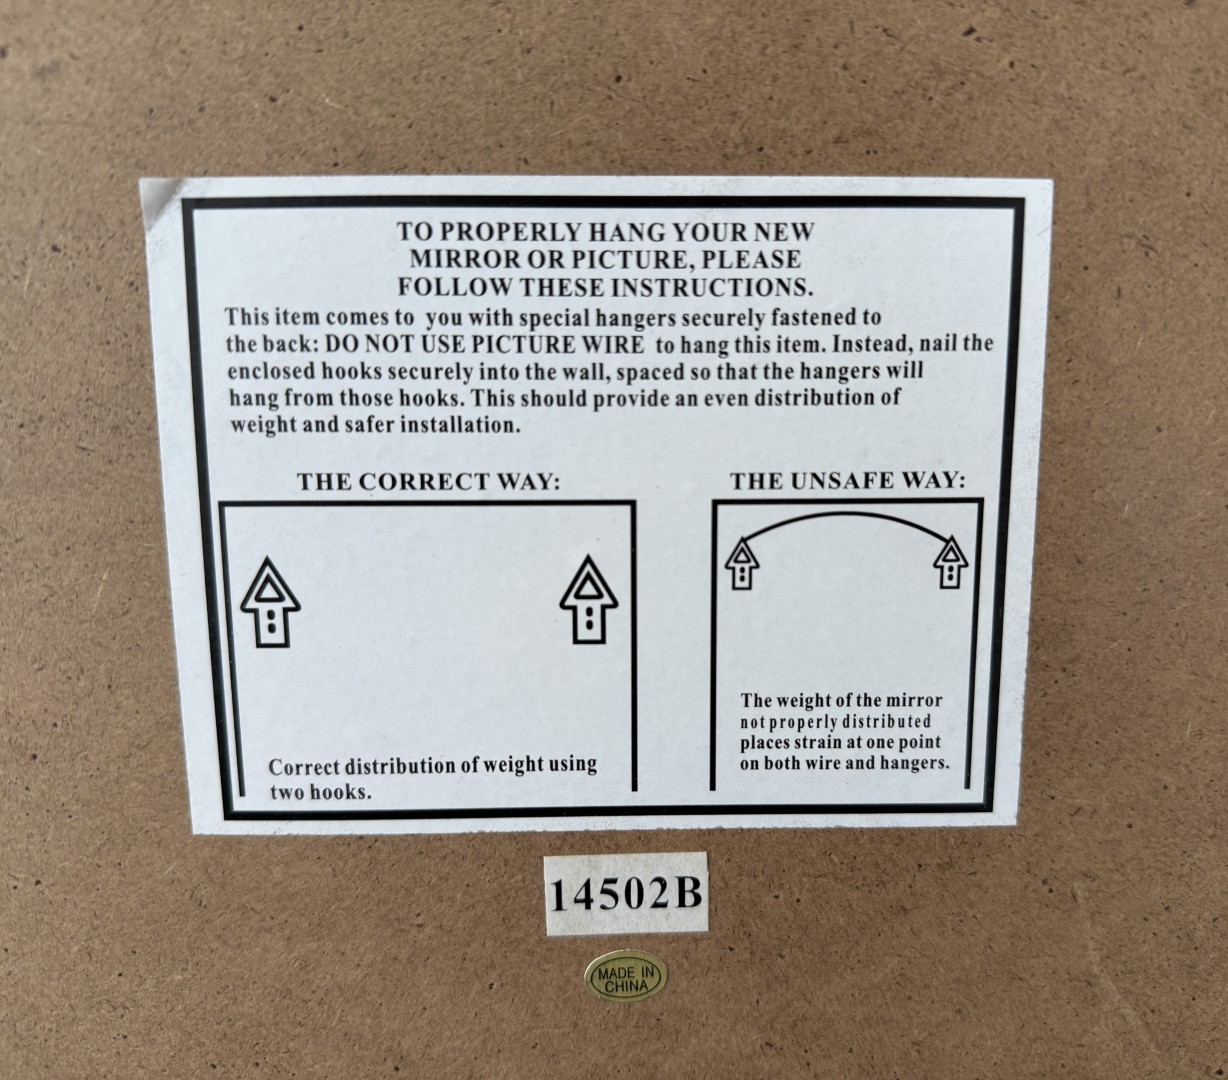 TO PROPERLY HANG YOUR NEW
MIRROR OR PICTURE, PLEASE
FOLLOW THESE INSTRUCTIONS.
This item comes to you with special hangers securely fastened to
the back: DO NOT USE PICTURE WIRE to hang this item. Instead, nail the
enclosed hooks securely into the wall, spaced so that the hangers will
hang from those hooks. This should provide an even distribution of
weight and safer installation.
THE CORRECT WAY:
Correct distribution of weight using
two hooks.
THE UNSAFE WAY:
The weight of the mirror
not properly distributed
places strain at one point
on both wire and hangers.
14502B
MADE IN
CHINA